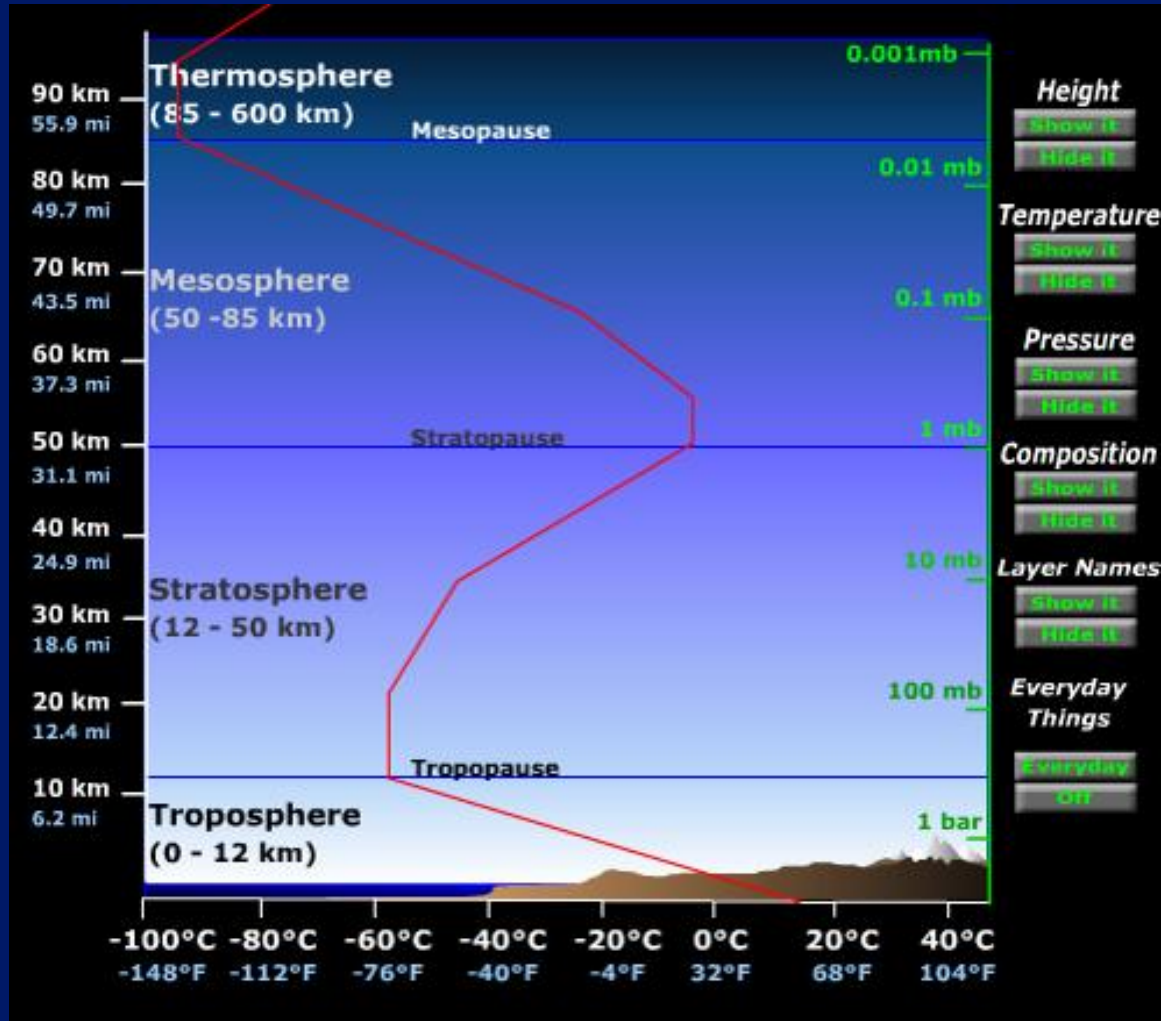 Thermosphere
(85 - 600 km)
Mesopause
Mesosphere
(50 -85 km)
Stratopause
Stratosphere
(12 - 50 km)
Tropopause
Troposphere
(0 - 12 km)
90 km
55.9 mi
80 km
49.7 mi
70 km
43.5 mi
60 km
37.3 mi
50 km
31.1 mi
40 km
24.9 mi
30 km
18.6 mi
20 km
12.4 mi
10 km
6.2 mi
0.001mb
0.01 mb
0.1 mb
1 mb
10 mb
100 mb
1 bar
-100°C -80°C -60°C -40°C -20°C 0°C 20°C 40°C
-148°F -112°F -76°F -40°F -4°F 32°F 68°F 104°F
Height
Show it
Hide it
Temperature
Show it
Hide it
Pressure
Show it
Hide it
Composition
Show it
Hide it
Layer Names
Show it
Hide it
Everyday
Things
Everyday
Off